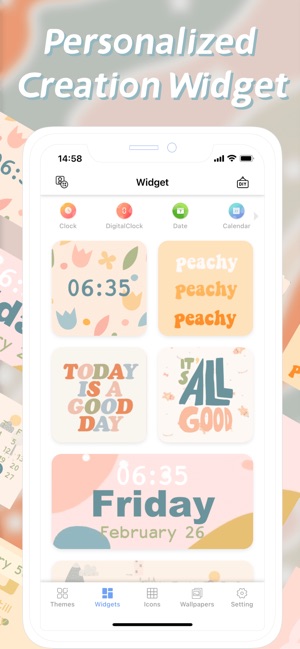 Personalized
Creation Widget
14:58
Widget
DIY
Clock
DigitalClock
Date
Calendar
06:35
peachy
peachy
peachy
TODAY
IS A
GOOD
DAY
IT'S
ALL
GOOD
06:35
Friday
February 26
Themes
Widgets
Icons
Wallpapers
Setting